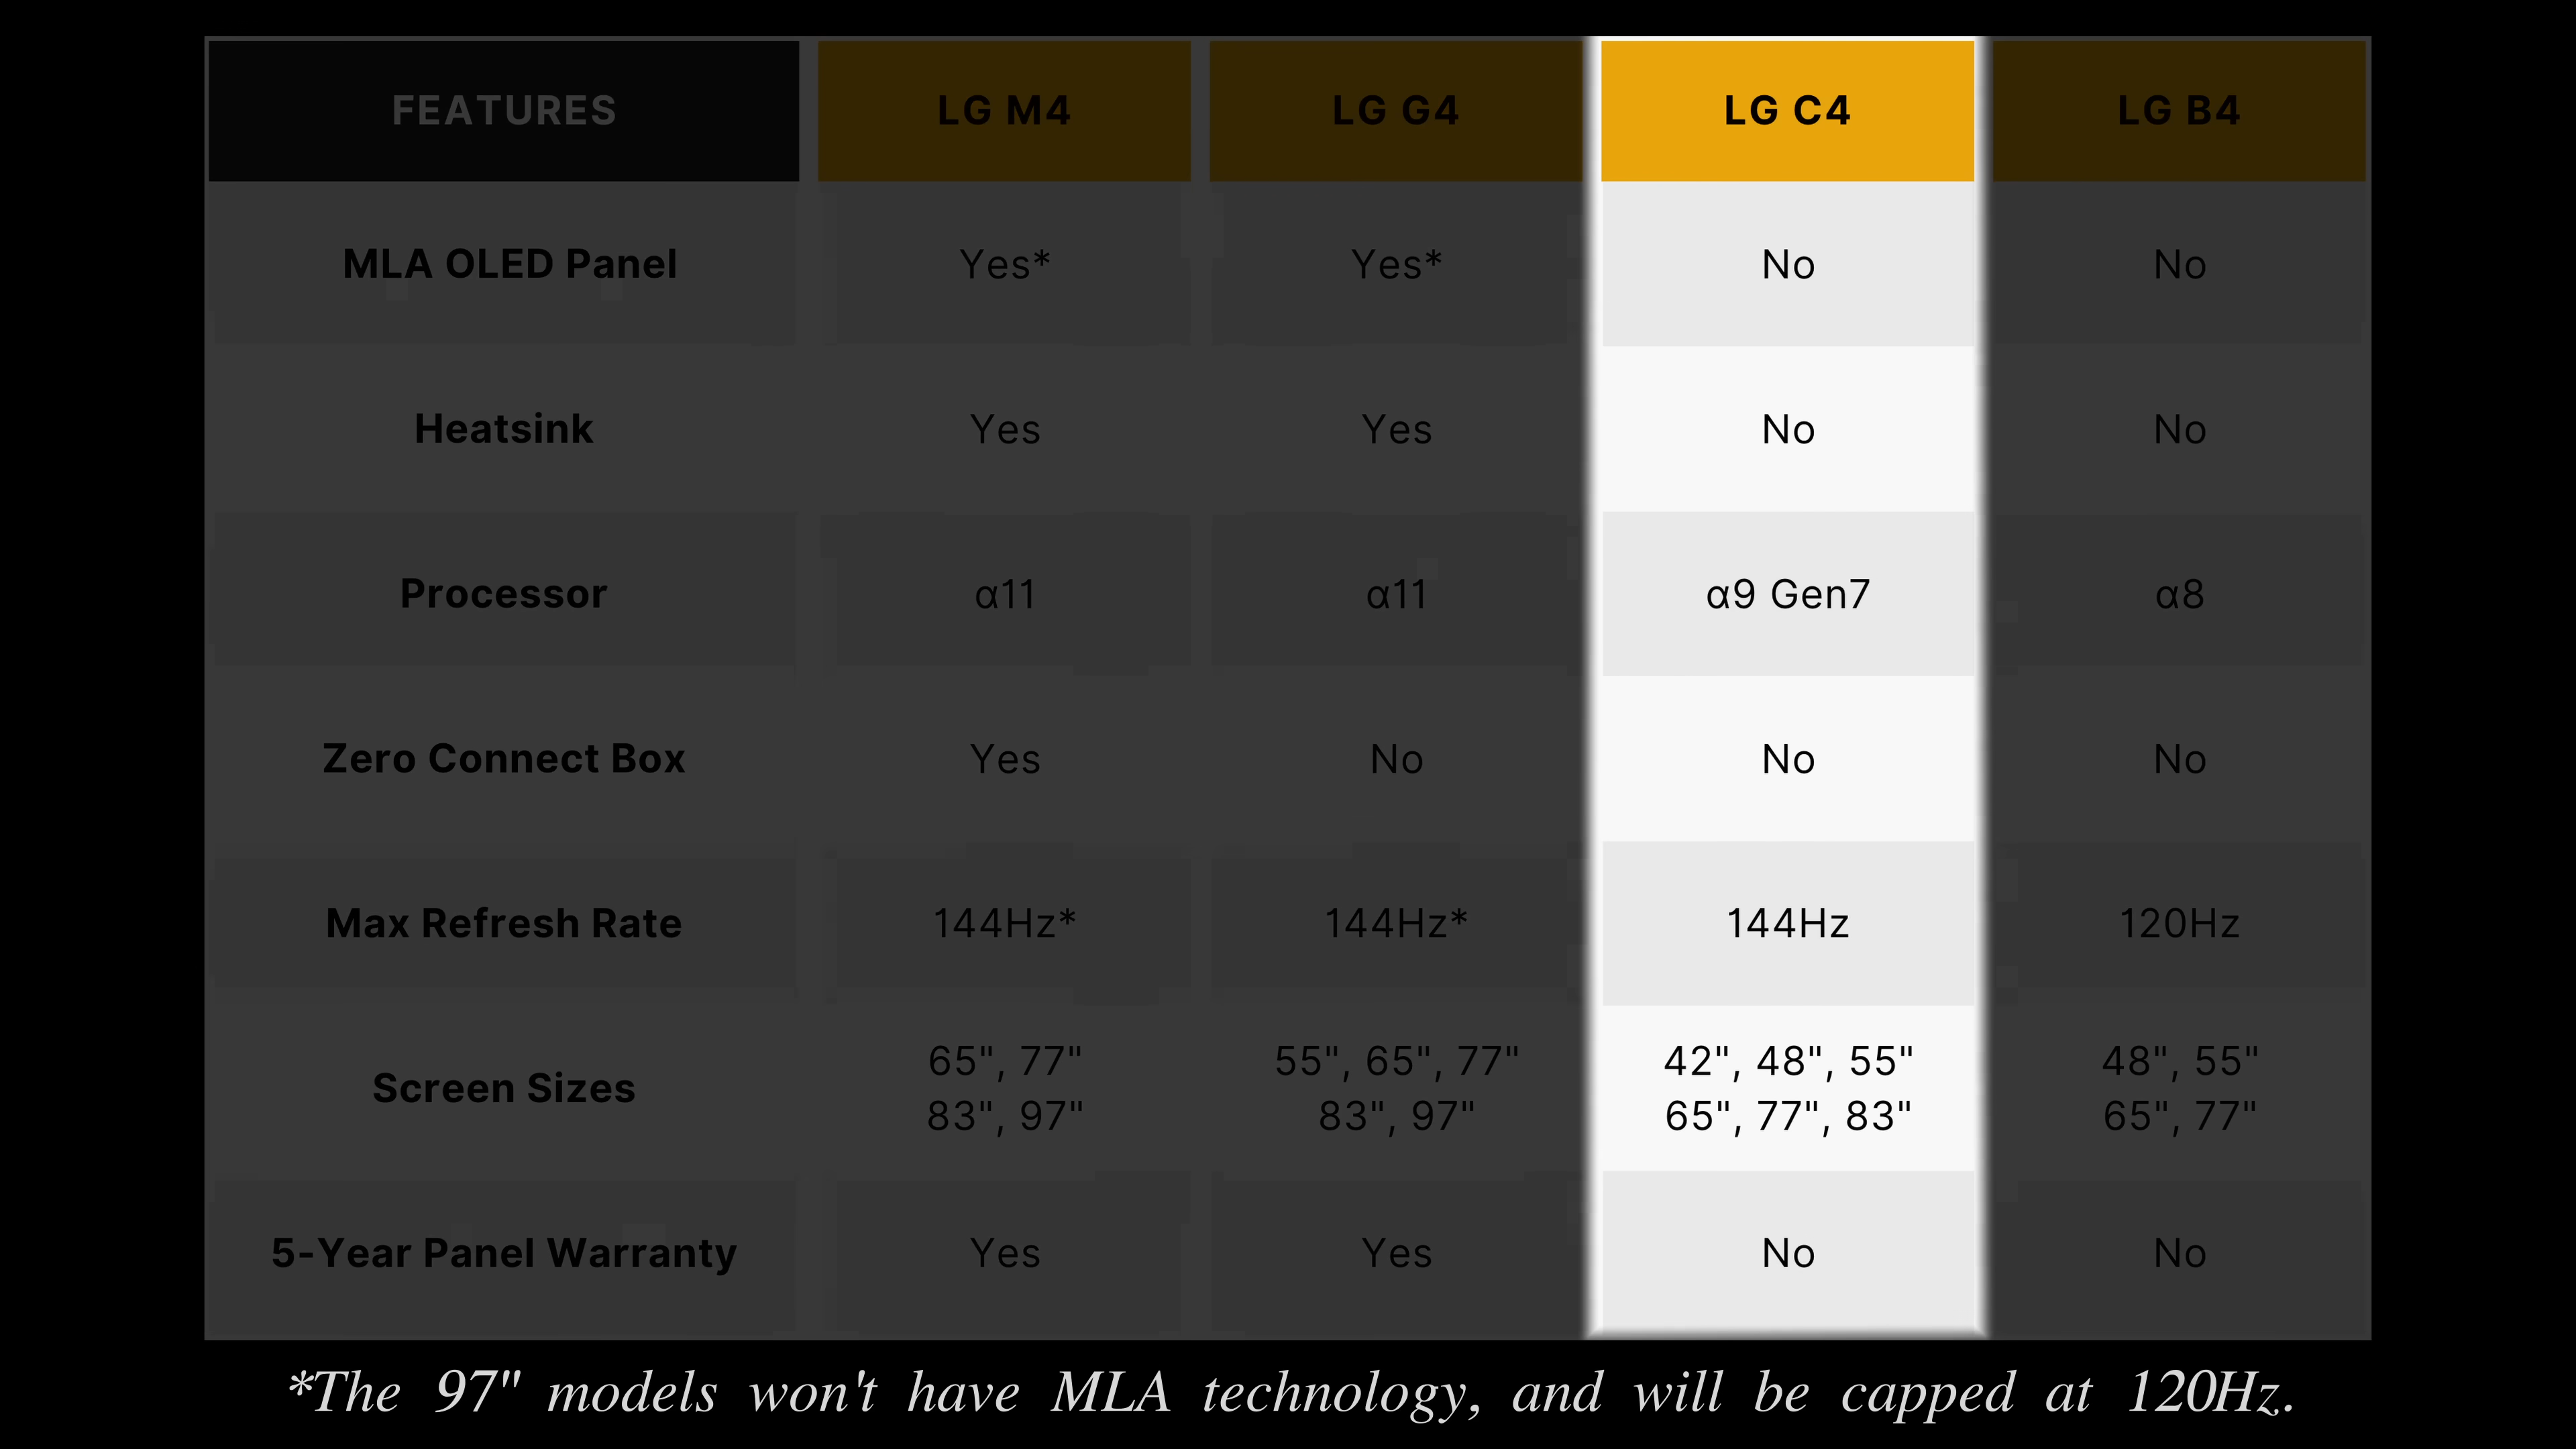 FEATURES LG M4 LG G4 LG C4 LG B4
MLA OLED Panel Yes* Yes* No No
Heatsink Yes Yes No No
Processor α11 α11 α9 Gen7 α8
Zero Connect Box Yes No No No
Max Refresh Rate 144Hz* 144Hz* 144Hz 120Hz
Screen Sizes
65", 77"
83", 97"
55", 65", 77"
83", 97"
42", 48", 55"
65", 77", 83"
48", 55"
65", 77"
5-Year Panel Warranty Yes Yes No No
*The 97" models won't have MLA technology, and will be capped at 120Hz.